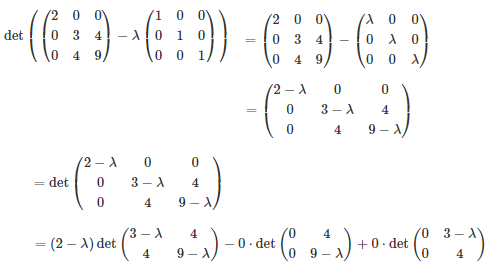 det ( ( 2 0 0 ; 0 3 4 ; 0 4 9 ) − λ ( 1 0 0 ; 0 1 0 ; 0 0 1 ) ) = ( 2 0 0 ; 0 3 4 ; 0 4 9 ) − ( λ 0 0 ; 0 λ 0 ; 0 0 λ )
= ( 2 − λ 0 0 ; 0 3 − λ 4 ; 0 4 9 − λ )
= det ( 2 − λ 0 0 ; 0 3 − λ 4 ; 0 4 9 − λ )
= (2 − λ) det ( 3 − λ 4 ; 4 9 − λ ) − 0 · det ( 0 4 ; 0 9 − λ ) + 0 · det ( 0 3 − λ ; 0 4 )